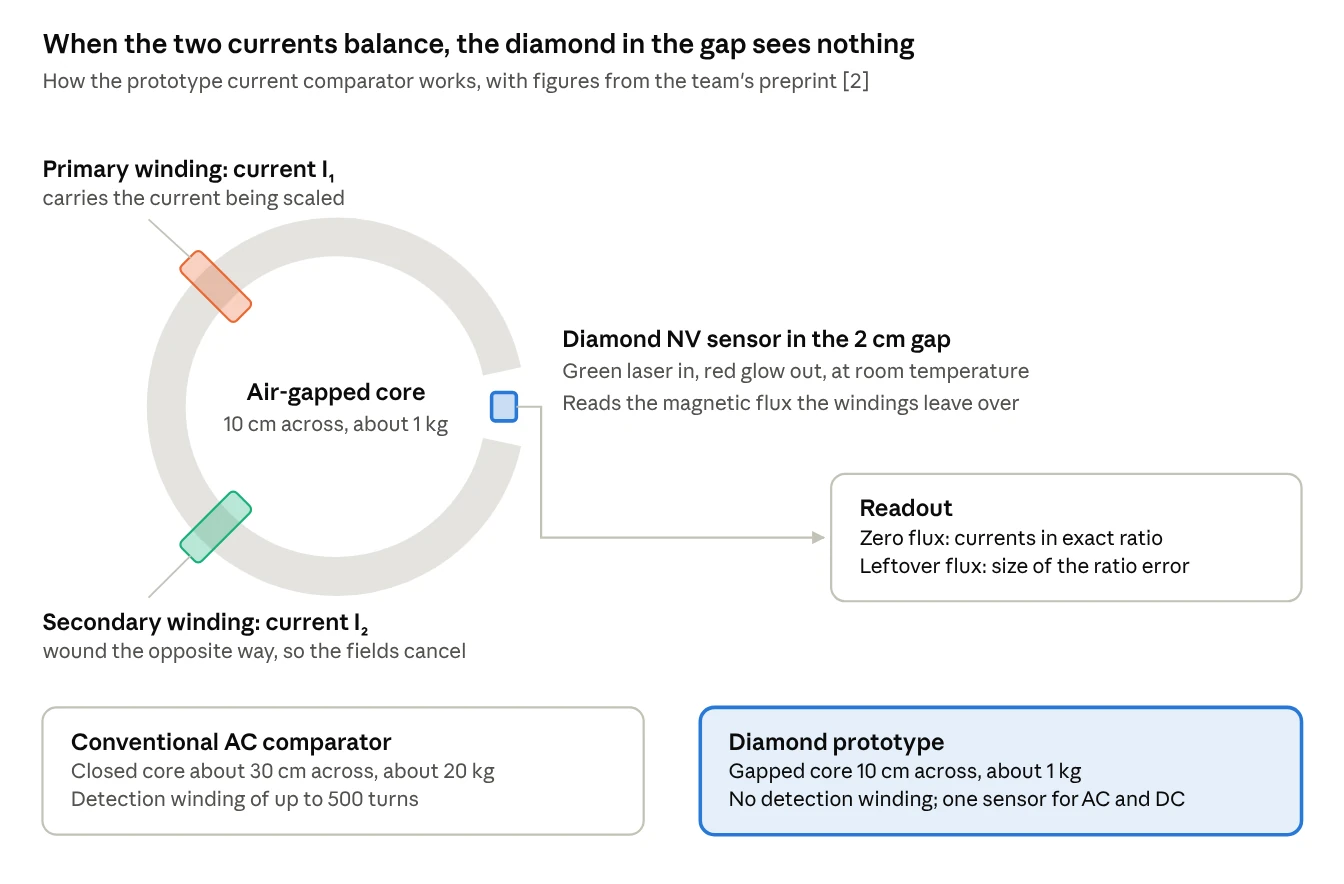 When the two currents balance, the diamond in the gap sees nothing
How the prototype current comparator works, with figures from the team's preprint [2]
Primary winding: current I₁
carries the current being scaled
Diamond NV sensor in the 2 cm gap
Green laser in, red glow out, at room temperature
Reads the magnetic flux the windings leave over
Air-gapped core
10 cm across, about 1 kg
Readout
Zero flux: currents in exact ratio
Leftover flux: size of the ratio error
Secondary winding: current I₂
wound the opposite way, so the fields cancel
Conventional AC comparator
Closed core about 30 cm across, about 20 kg
Detection winding of up to 500 turns
Diamond prototype
Gapped core 10 cm across, about 1 kg
No detection winding; one sensor for AC and DC